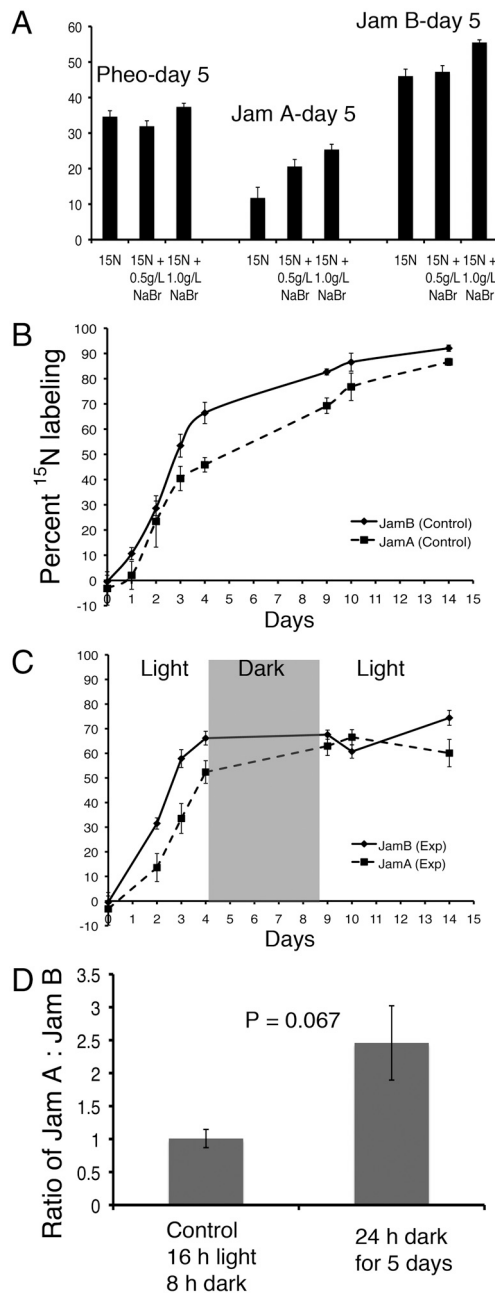 A
Pheo-day 5
Jam A-day 5
Jam B-day 5
60
50
40
30
20
10
0
15N
15N +
0.5g/L
NaBr
15N +
1.0g/L
NaBr
15N
15N +
0.5g/L
NaBr
15N +
1.0g/L
NaBr
15N
15N +
0.5g/L
NaBr
15N +
1.0g/L
NaBr
B
Percent 15N labeling
100
90
80
70
60
50
40
30
20
10
0
-10
0 1 2 3 4 5 6 7 8 9 10 11 12 13 14 15
Days
JamB (Control)
JamA (Control)
C
Light Dark Light
100
90
80
70
60
50
40
30
20
10
0
-10
0 1 2 3 4 5 6 7 8 9 10 11 12 13 14 15
Days
JamB (Exp)
JamA (Exp)
D
Ratio of Jam A : Jam B
P = 0.067
3.5
3
2.5
2
1.5
1
0.5
0
Control
16 h light
8 h dark
24 h dark
for 5 days